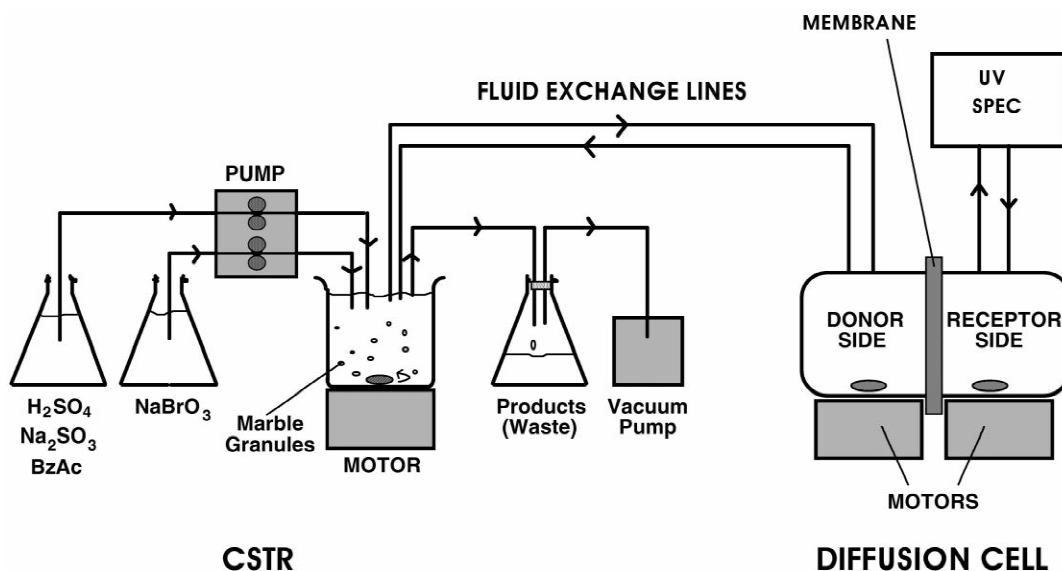 MEMBRANE
UV
SPEC
FLUID EXCHANGE LINES
PUMP
DONOR
SIDE
RECEPTOR
SIDE
H₂SO₄
Na₂SO₃
BzAc
NaBrO₃
Marble
Granules
MOTOR
Products
(Waste)
Vacuum
Pump
MOTORS
CSTR
DIFFUSION CELL